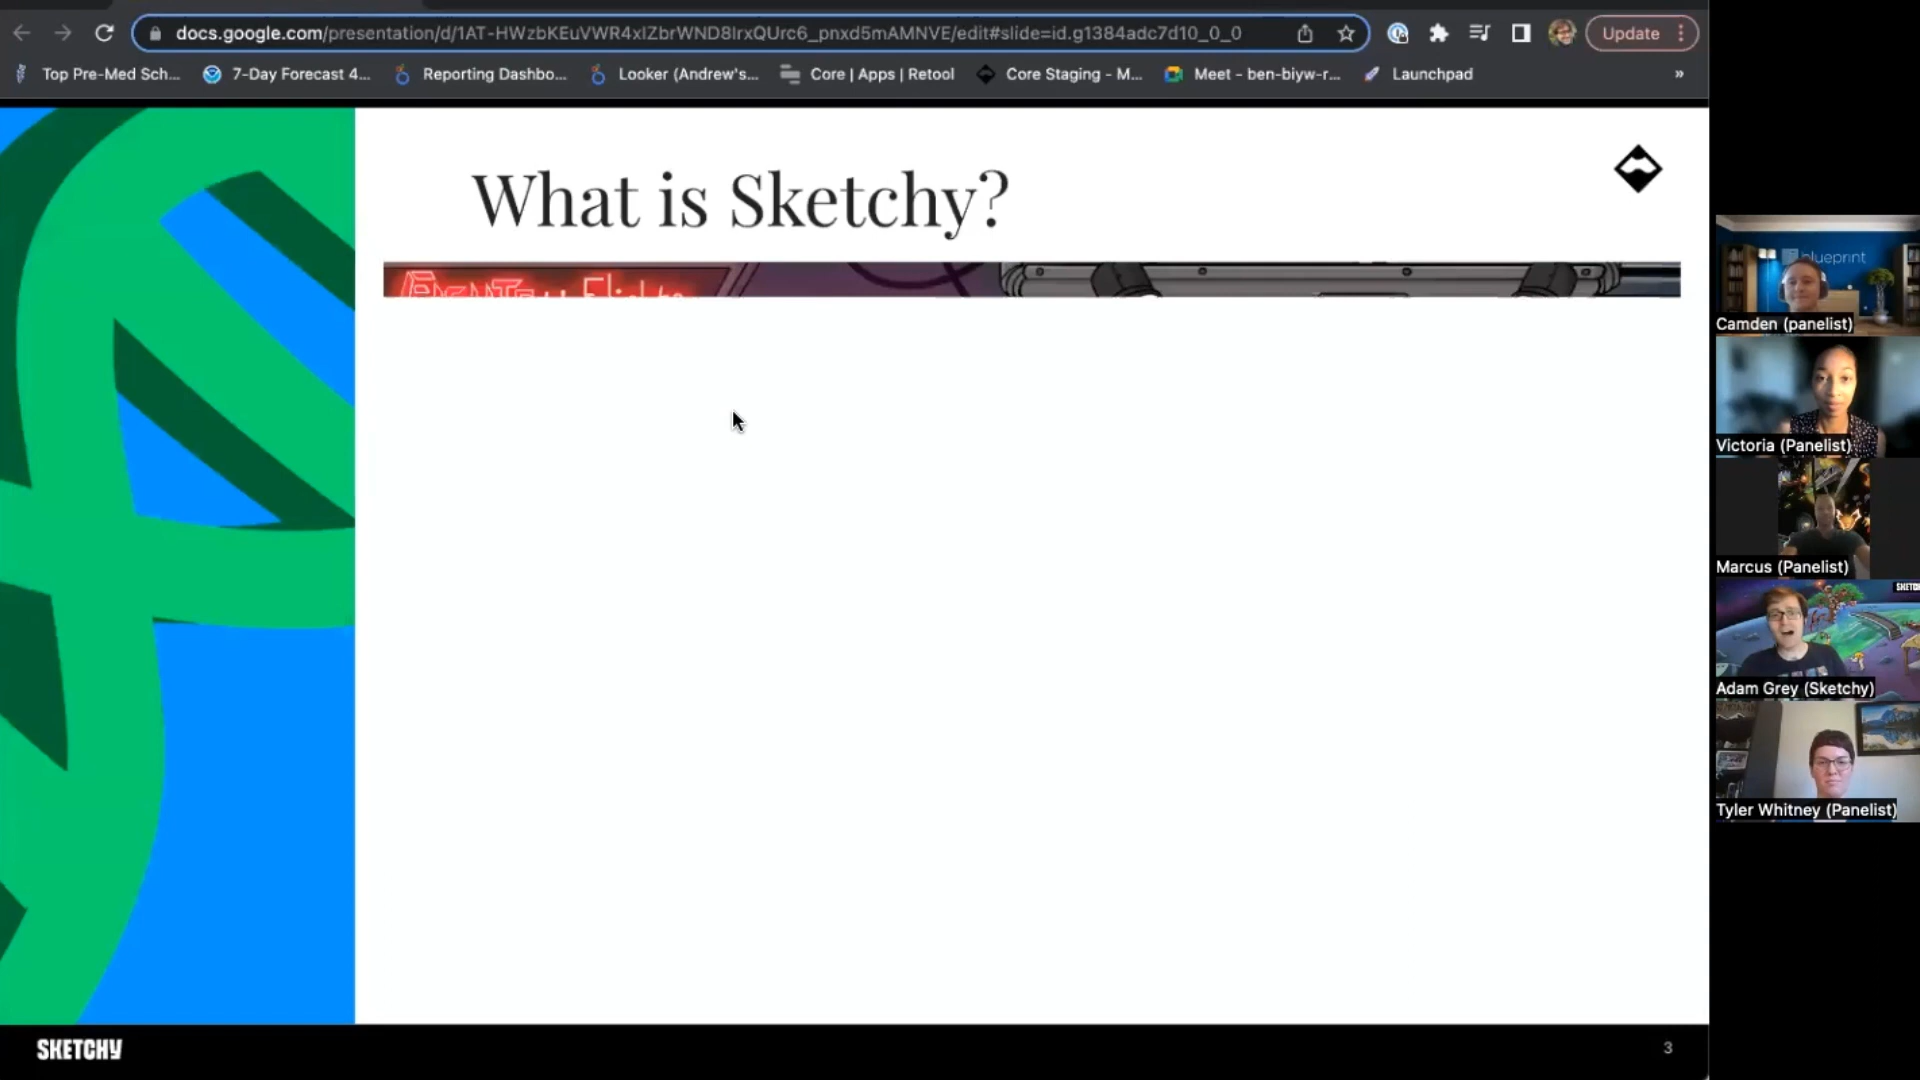 docs.google.com/presentation/d/1AT-HWzbKEuVWR4xIZbrWND8lrxQUrc6_pnxd5mAMNVE/edit#slide=id.g1384adc7d10_0_0
Update
Top Pre-Med Sch...
7-Day Forecast 4...
Reporting Dashbo...
Looker (Andrew's...
Core | Apps | Retool
Core Staging - M...
Meet - ben-biyw-r...
Launchpad
»
What is Sketchy?
blueprint
Camden (panelist)
Victoria (Panelist)
Marcus (Panelist)
Adam Grey (Sketchy)
Tyler Whitney (Panelist)
SKETCHY
3